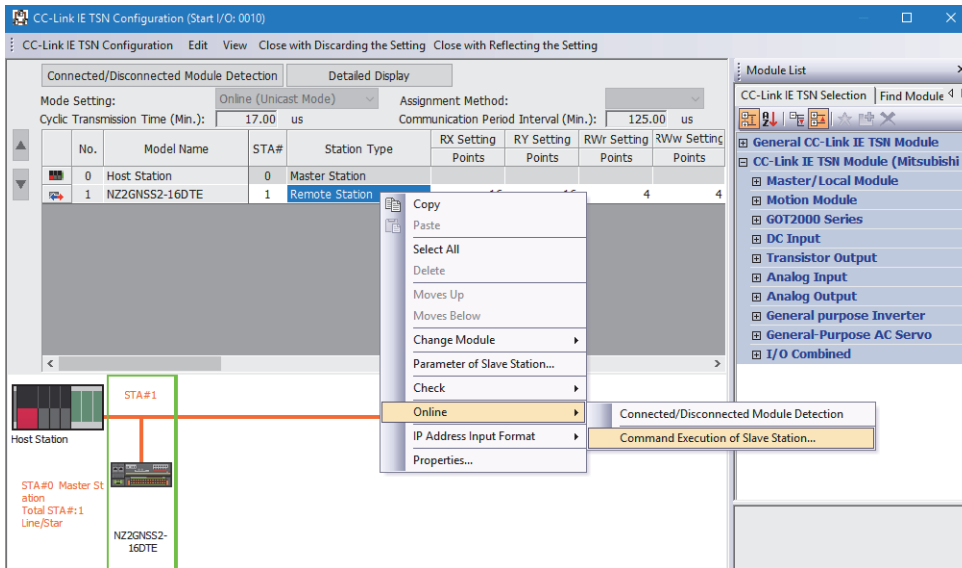 CC-Link IE TSN Configuration (Start I/O: 0010)
CC-Link IE TSN Configuration Edit View Close with Discarding the Setting Close with Reflecting the Setting
Connected/Disconnected Module Detection Detailed Display
Mode Setting: Online (Unicast Mode) Assignment Method:
Cyclic Transmission Time (Min.): 17.00 us Communication Period Interval (Min.): 125.00 us
No. Model Name STA# Station Type RX Setting RY Setting RWr Setting RWw Setting
Points Points Points Points
0 Host Station 0 Master Station
1 NZ2GNSS2-16DTE 1 Remote Station 16 16 4 4
Copy
Paste
Select All
Delete
Moves Up
Moves Below
Change Module
Parameter of Slave Station...
Check
Online
IP Address Input Format
Properties...
Connected/Disconnected Module Detection
Command Execution of Slave Station...
STA#1
Host Station
STA#0 Master St
ation
Total STA#:1
Line/Star
NZ2GNSS2-
16DTE
Module List
CC-Link IE TSN Selection Find Module
General CC-Link IE TSN Module
CC-Link IE TSN Module (Mitsubishi
Master/Local Module
Motion Module
GOT2000 Series
DC Input
Transistor Output
Analog Input
Analog Output
General purpose Inverter
General-Purpose AC Servo
I/O Combined